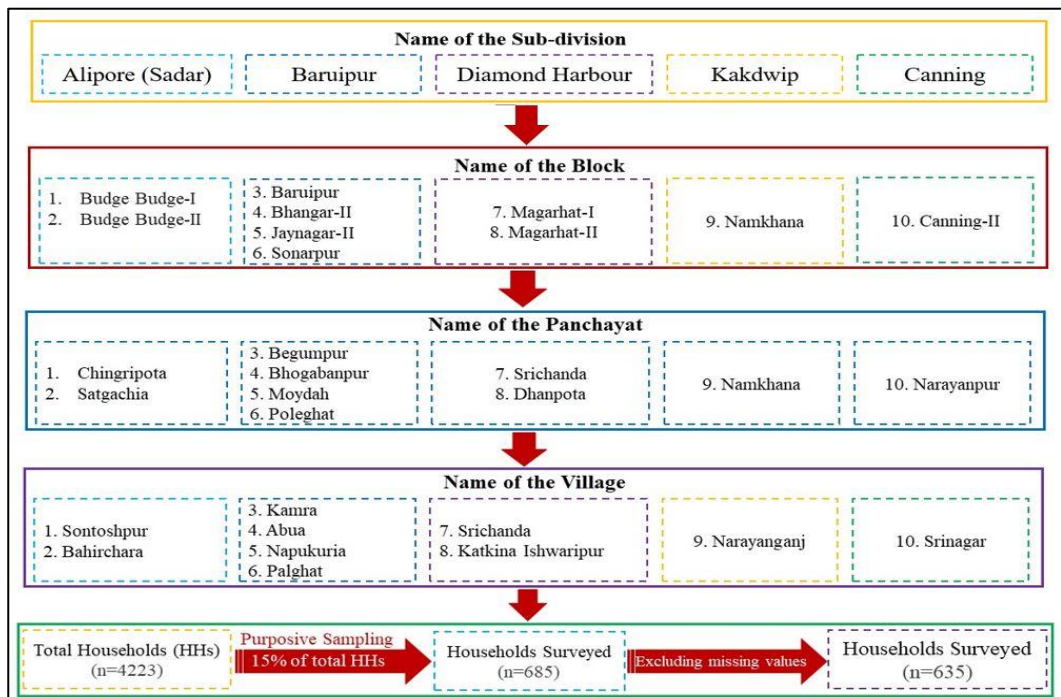 Name of the Sub-division
Alipore (Sadar)
Baruipur
Diamond Harbour
Kakdwip
Canning
Name of the Block
1. Budge Budge-I
2. Budge Budge-II
3. Baruipur
4. Bhangar-II
5. Jaynagar-II
6. Sonarpur
7. Magarhat-I
8. Magarhat-II
9. Namkhana
10. Canning-II
Name of the Panchayat
1. Chingripota
2. Satgachia
3. Begumpur
4. Bhogabanpur
5. Moydah
6. Poleghat
7. Srichanda
8. Dhanpota
9. Namkhana
10. Narayanpur
Name of the Village
1. Sontoshpur
2. Bahirchara
3. Kamra
4. Abua
5. Napukuria
6. Palghat
7. Srichanda
8. Katkina Ishwaripur
9. Narayanganj
10. Srinagar
Total Households (HHs)
(n=4223)
Purposive Sampling
15% of total HHs
Households Surveyed
(n=685)
Excluding missing values
Households Surveyed
(n=635)